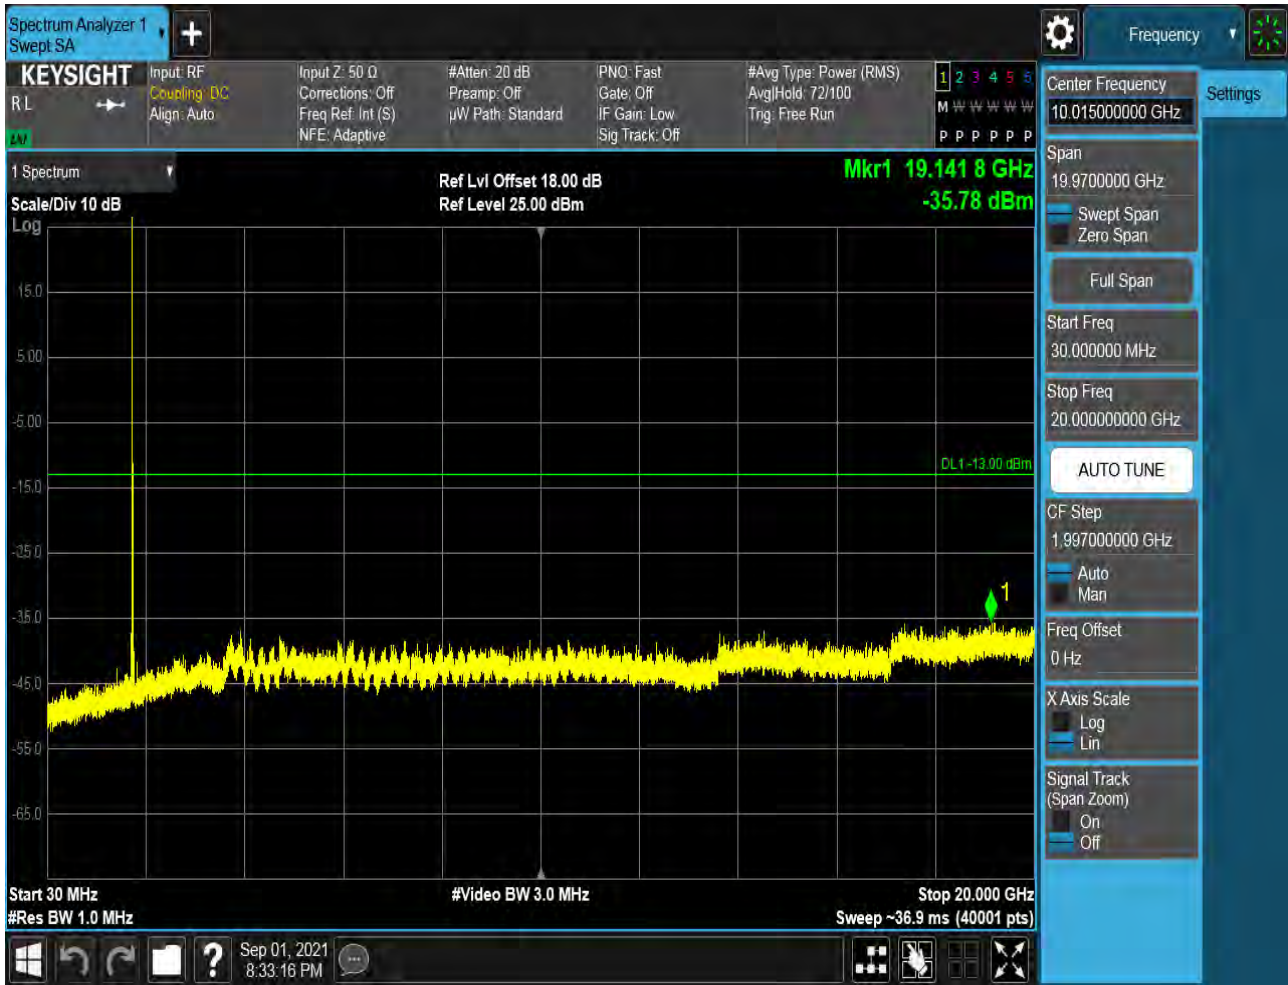 Spectrum Analyzer 1
Swept SA
Frequency
KEYSIGHT
R L
Input: RF
Coupling: DC
Align: Auto
Input Z: 50 Ω
Corrections: Off
Freq Ref: Int (S)
NFE: Adaptive
#Atten: 20 dB
Preamp: Off
µW Path: Standard
PNO: Fast
Gate: Off
IF Gain: Low
Sig Track: Off
#Avg Type: Power (RMS)
Avg|Hold: 72/100
Trig: Free Run
1 2 3 4 5 6
M W W W W W
P P P P P P
1 Spectrum
Scale/Div 10 dB
Log
Ref Lvl Offset 18.00 dB
Ref Level 25.00 dBm
Mkr1 19.141 8 GHz
-35.78 dBm
15.0
5.00
-5.00
-15.0
-25.0
-35.0
-45.0
-55.0
-65.0
DL1 -13.00 dBm
1
Start 30 MHz
#Res BW 1.0 MHz
#Video BW 3.0 MHz
Stop 20.000 GHz
Sweep ~36.9 ms (40001 pts)
Center Frequency
10.015000000 GHz
Settings
Span
19.9700000 GHz
Swept Span
Zero Span
Full Span
Start Freq
30.000000 MHz
Stop Freq
20.000000000 GHz
AUTO TUNE
CF Step
1.997000000 GHz
Auto
Man
Freq Offset
0 Hz
X Axis Scale
Log
Lin
Signal Track
(Span Zoom)
On
Off
Sep 01, 2021
8:33:16 PM